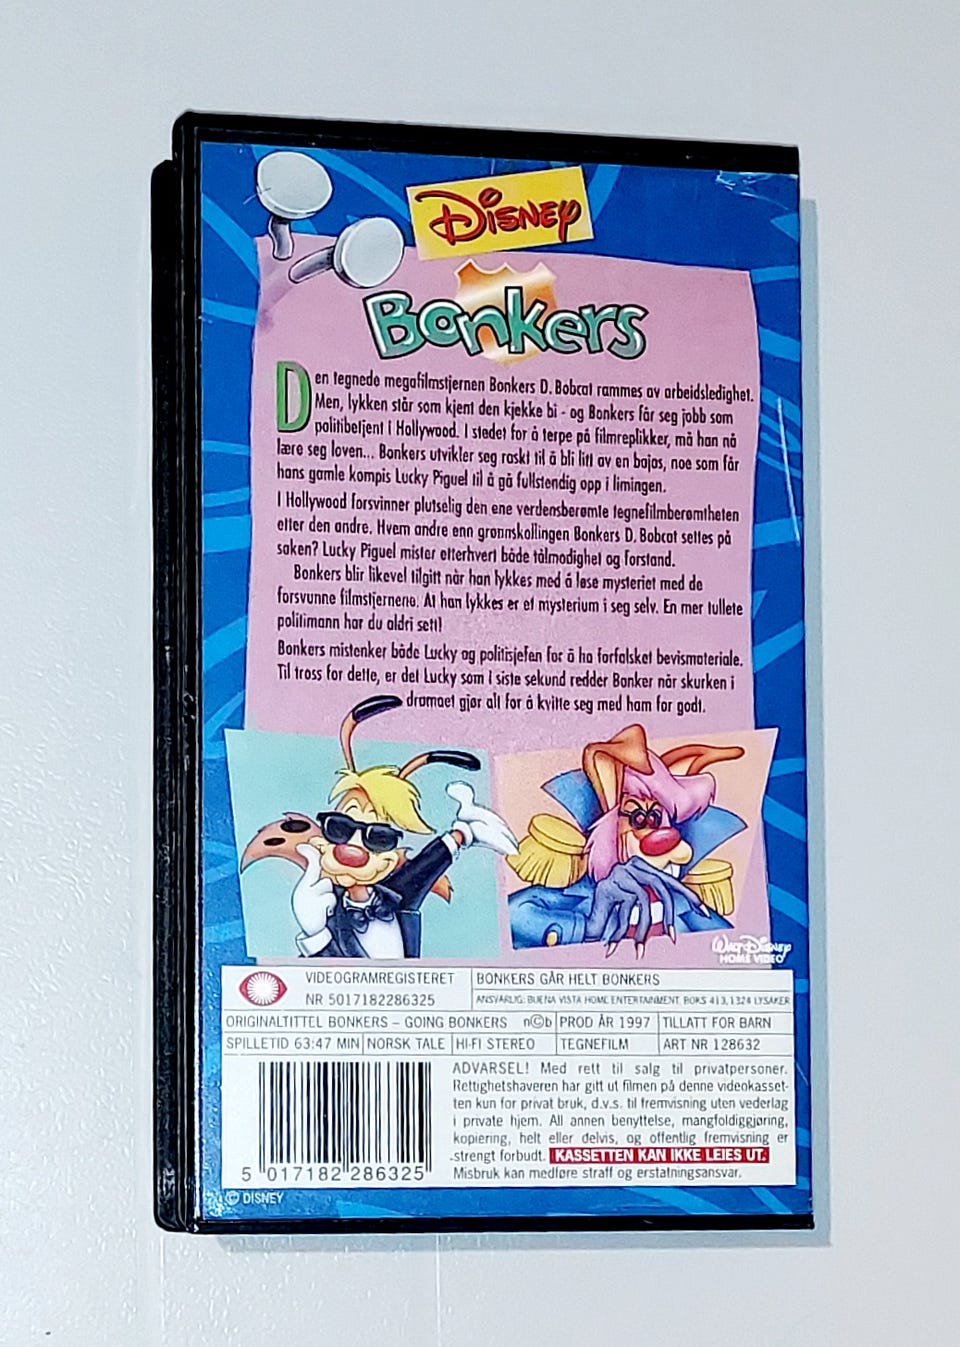 Disney
Bonkers
Den tegnede megafilmstjernen Bonkers D. Bobcat rammes av arbeidsledighet.
Men, lykken står som kjent den kjekke bi - og Bonkers får seg jobb som
politibetjent i Hollywood. I stedet for å terpe på filmreplikker, må han nå
lære seg loven... Bonkers utvikler seg raskt til å bli litt av en bajas, noe som får
hans gamle kompis Lucky Piguel til å gå fullstendig opp i limingen.
I Hollywood forsvinner plutselig den ene verdensberømte tegnefilmberømtheten
etter den andre. Hvem andre enn grønnskollingen Bonkers D. Bobcat settes på
saken? Lucky Piguel mister etterhvert både tålmodighet og forstand.
Bonkers blir likevel tilgitt når han lykkes med å løse mysteriet med de
forsvunne filmstjernene. At han lykkes er et mysterium i seg selv. En mer tullete
politimann har du aldri sett!
Bonkers mistenker både Lucky og politisjefen for å ha forfalsket bevismateriale.
Til tross for dette, er det Lucky som i siste sekund redder Bonker når skurken i
dramaet gjør alt for å kvitte seg med ham for godt.
Walt Disney
HOME VIDEO
VIDEOGRAMREGISTERET
NR 5017182286325
BONKERS GÅR HELT BONKERS
ANSVARLIG: BUENA VISTA HOME ENTERTAINMENT, BOKS 413, 1324 LYSAKER
ORIGINALTITTEL BONKERS – GOING BONKERS n©b PROD ÅR 1997 TILLATT FOR BARN
SPILLETID 63:47 MIN NORSK TALE HI-FI STEREO TEGNEFILM ART NR 128632
ADVARSEL! Med rett til salg til privatpersoner.
Rettighetshaveren har gitt ut filmen på denne videokasset-
ten kun for privat bruk, d.v.s. til fremvisning uten vederlag
i private hjem. All annen benyttelse, mangfoldiggjøring,
kopiering, helt eller delvis, og offentlig fremvisning er
strengt forbudt. KASSETTEN KAN IKKE LEIES UT.
Misbruk kan medføre straff og erstatningsansvar.
5 017182 286325
© DISNEY